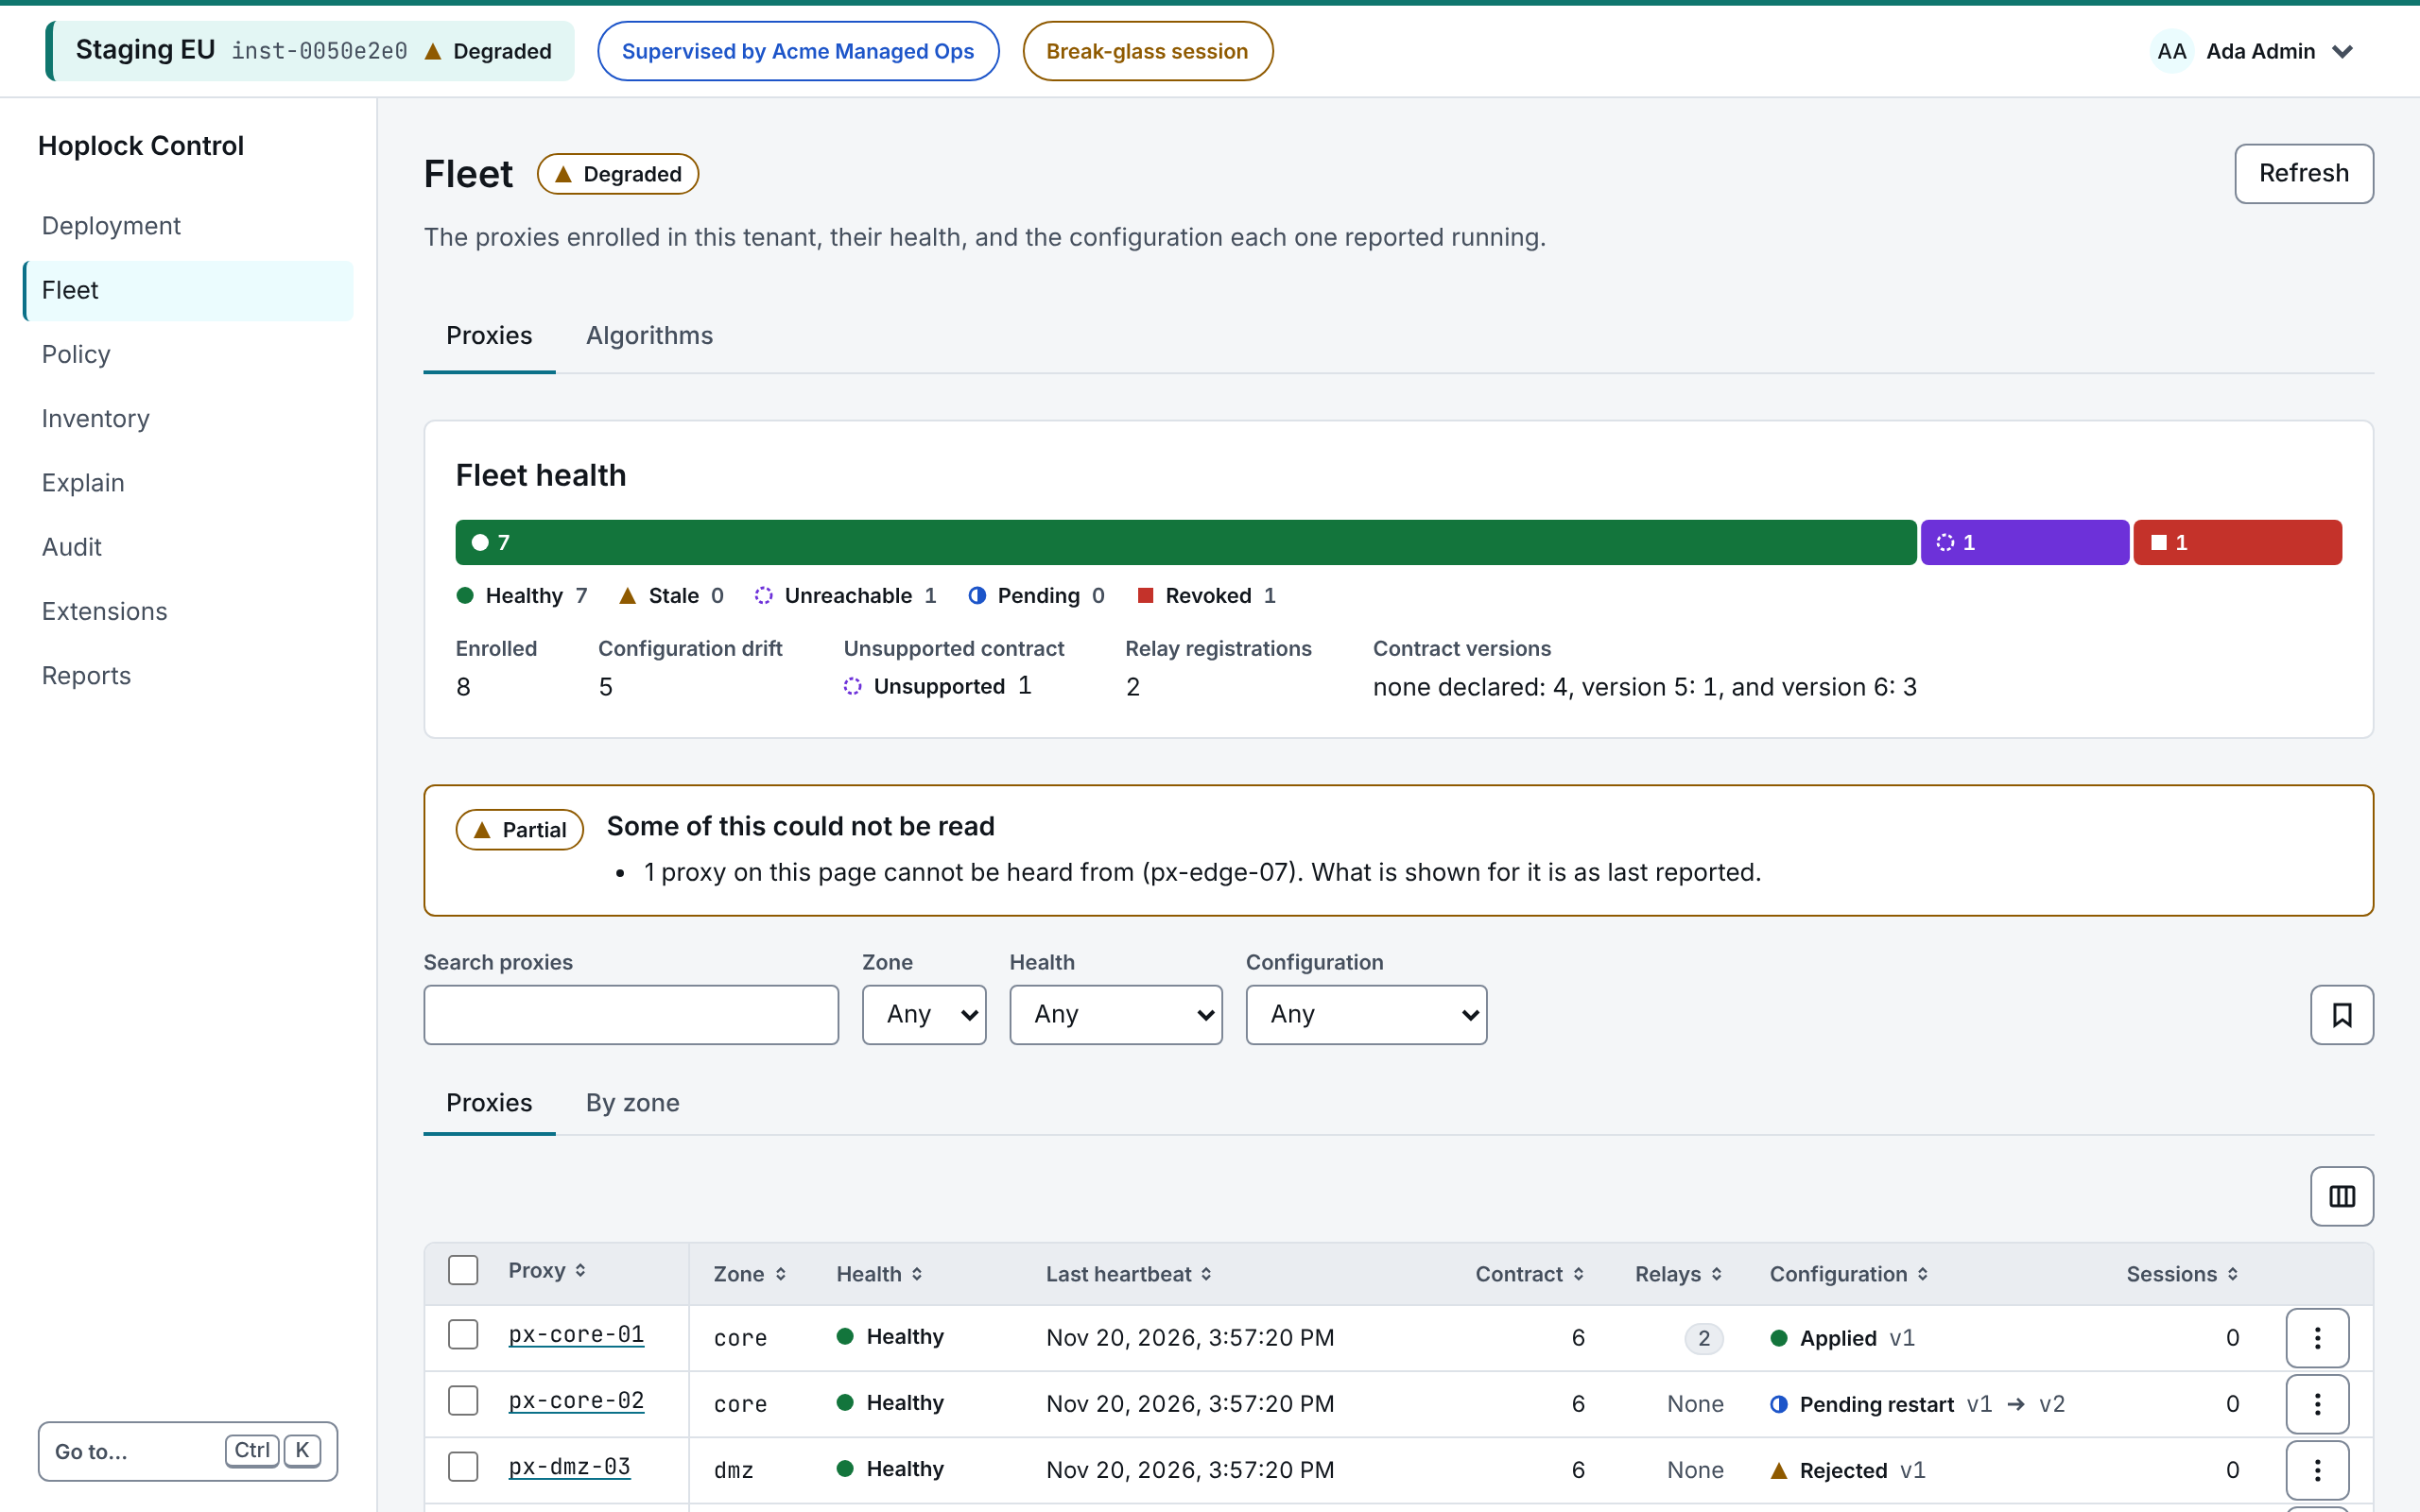 Staging EU inst-0050e2e0 Degraded
Supervised by Acme Managed Ops
Break-glass session
AA Ada Admin
Hoplock Control
Deployment
Fleet
Policy
Inventory
Explain
Audit
Extensions
Reports
Go to... Ctrl K
Fleet Degraded
Refresh
The proxies enrolled in this tenant, their health, and the configuration each one reported running.
Proxies Algorithms
Fleet health
7 1 1
Healthy 7 Stale 0 Unreachable 1 Pending 0 Revoked 1
Enrolled Configuration drift Unsupported contract Relay registrations Contract versions
8 5 Unsupported 1 2 none declared: 4, version 5: 1, and version 6: 3
Partial Some of this could not be read
• 1 proxy on this page cannot be heard from (px-edge-07). What is shown for it is as last reported.
Search proxies Zone Health Configuration
Any Any Any
Proxies By zone
Proxy Zone Health Last heartbeat Contract Relays Configuration Sessions
px-core-01 core Healthy Nov 20, 2026, 3:57:20 PM 6 2 Applied v1 0
px-core-02 core Healthy Nov 20, 2026, 3:57:20 PM 6 None Pending restart v1 → v2 0
px-dmz-03 dmz Healthy Nov 20, 2026, 3:57:20 PM 6 None Rejected v1 0